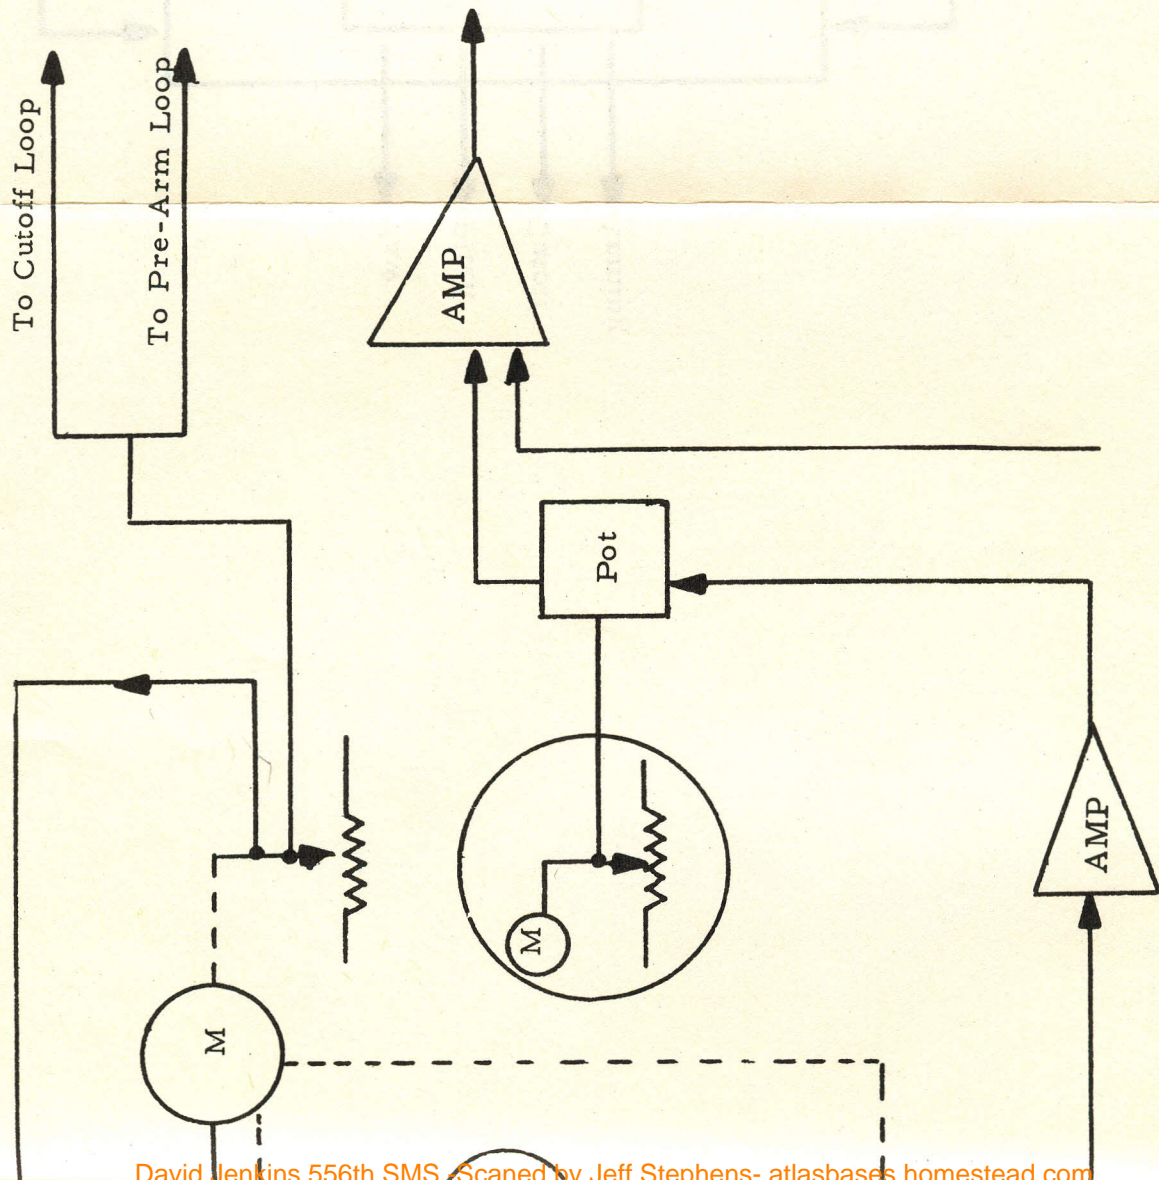 To Cutoff Loop
To Pre-Arm Loop
AMP
Pot
AMP
M
M
David Jenkins 556th SMS -Scaned by Jeff Stephens- atlasbases.homestead.com